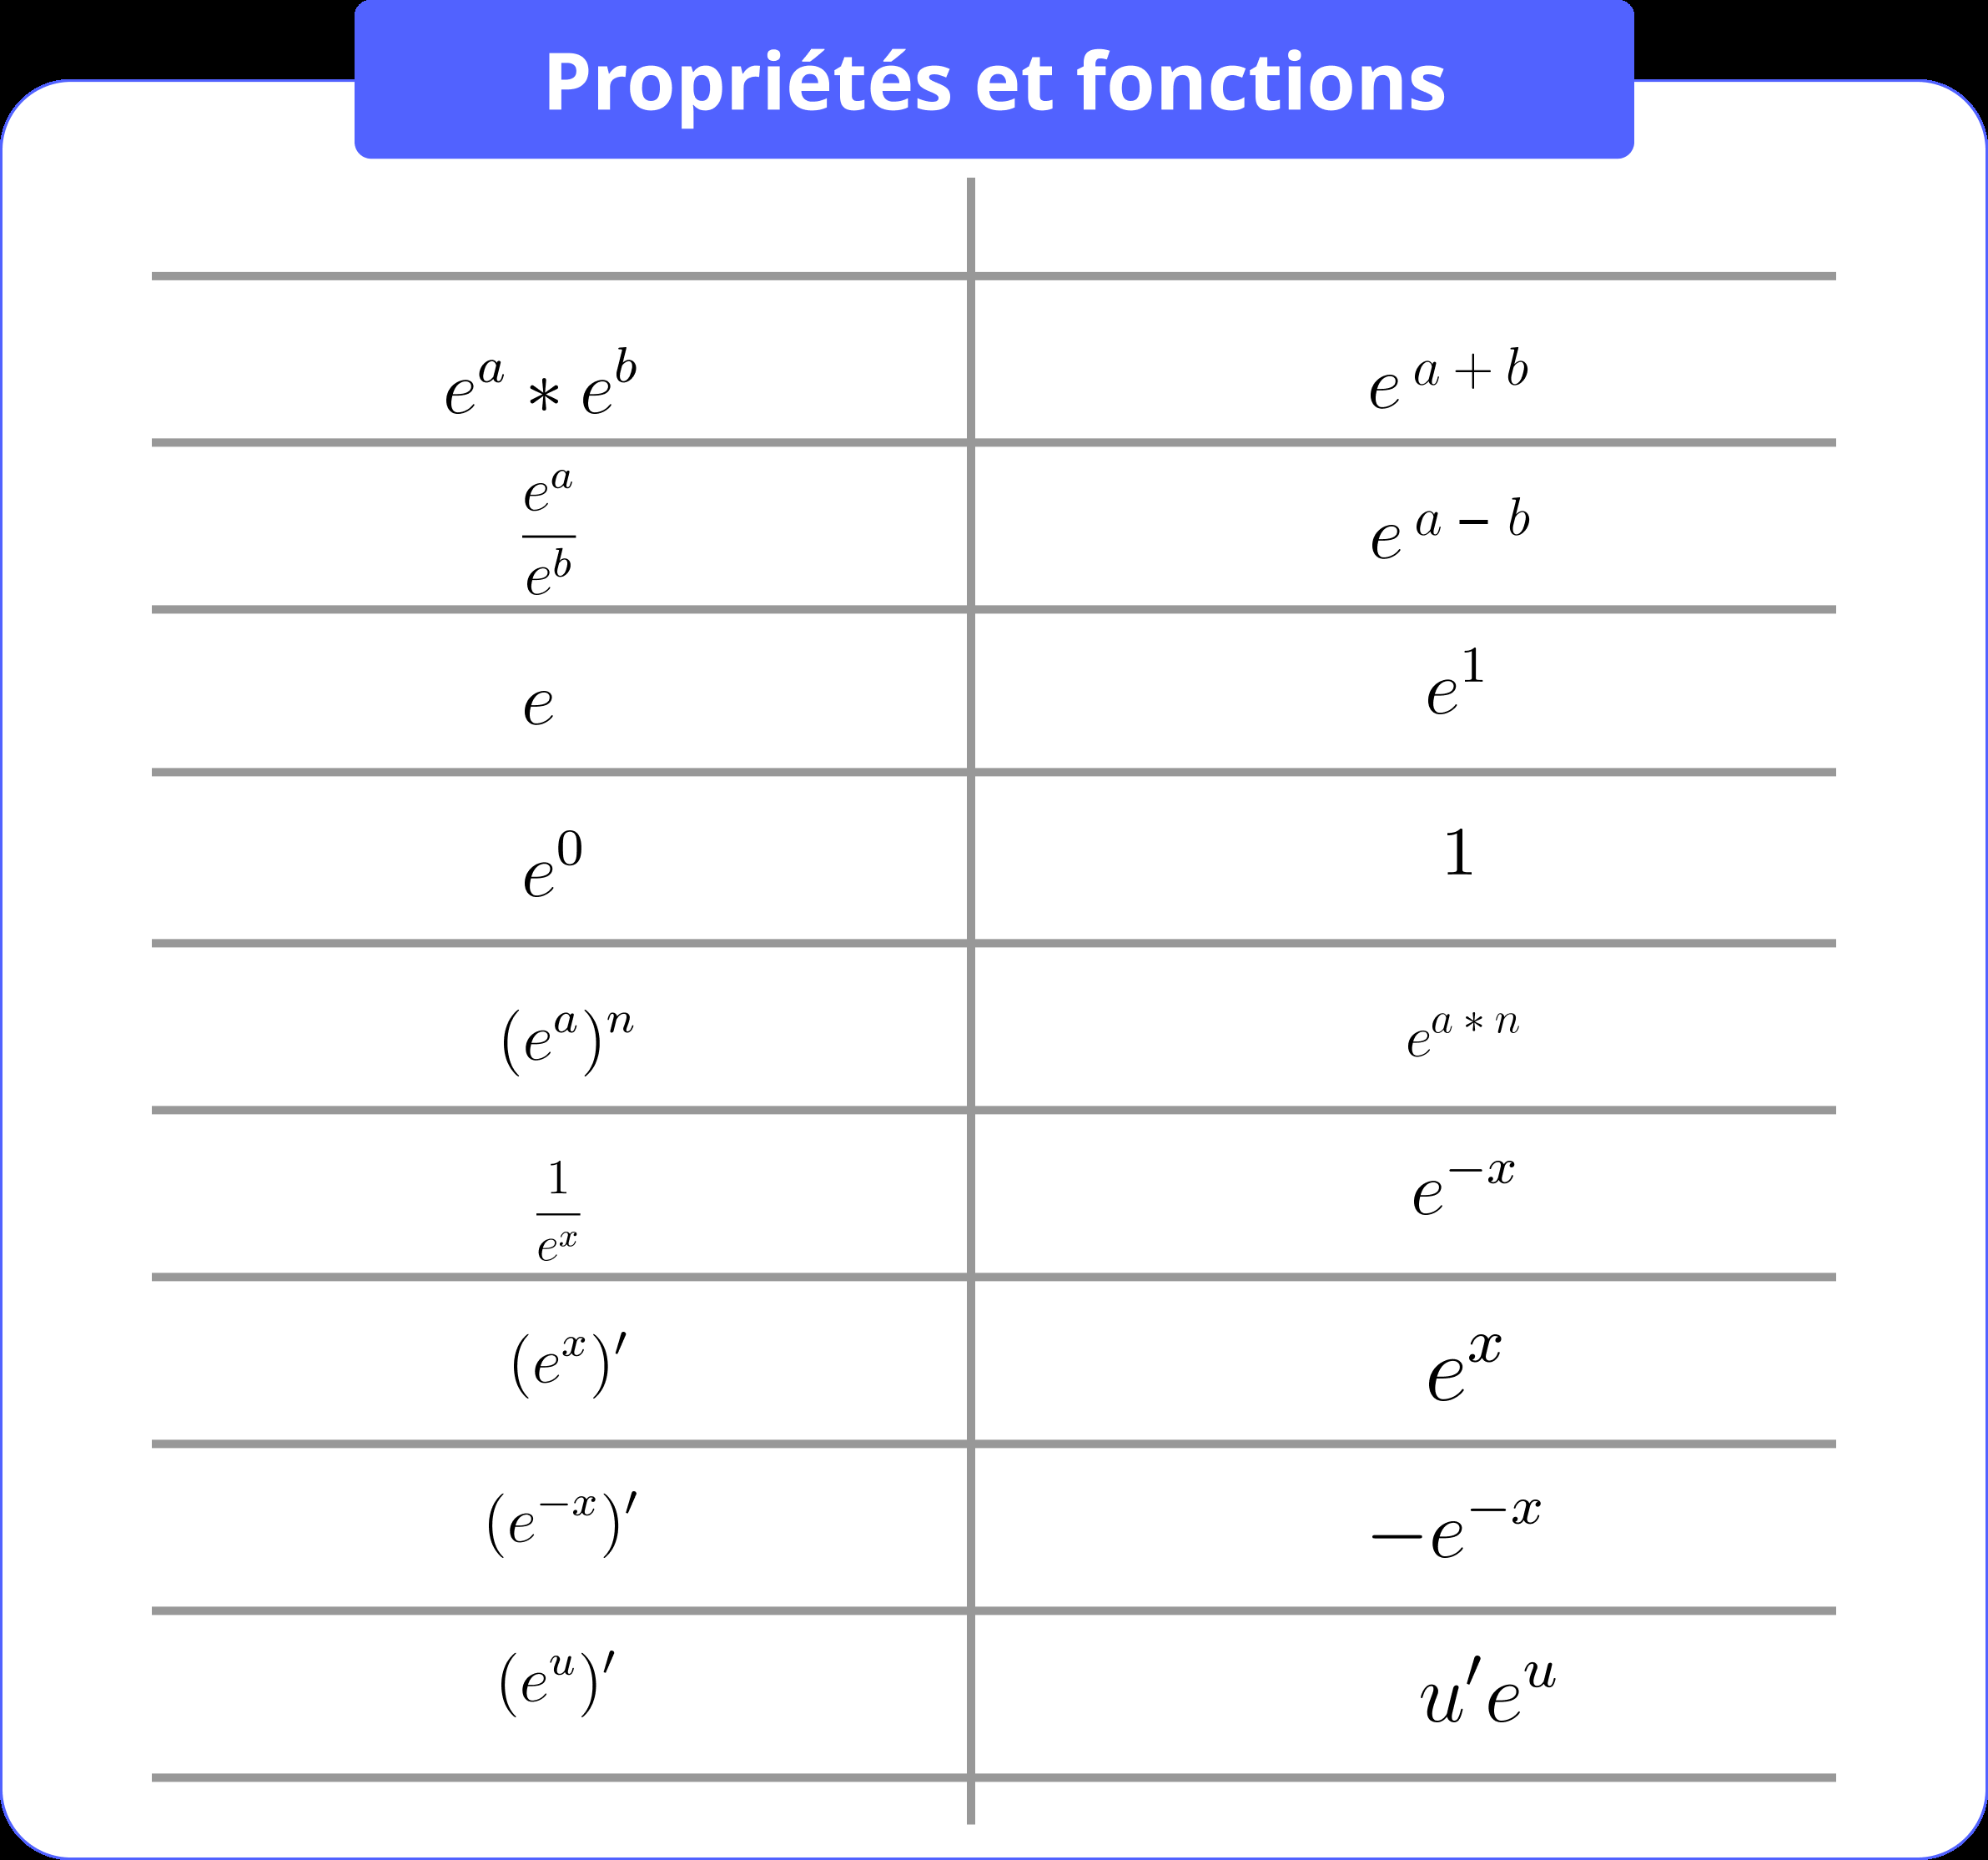 Propriétés et fonctions
e^a * e^b	e^{a + b}
\frac{e^a}{e^b}	e^{a - b}
e	e^1
e^0	1
(e^a)^n	e^{a * n}
\frac{1}{e^x}	e^{-x}
(e^x)′	e^x
(e^{-x})′	-e^{-x}
(e^u)′	u′e^u